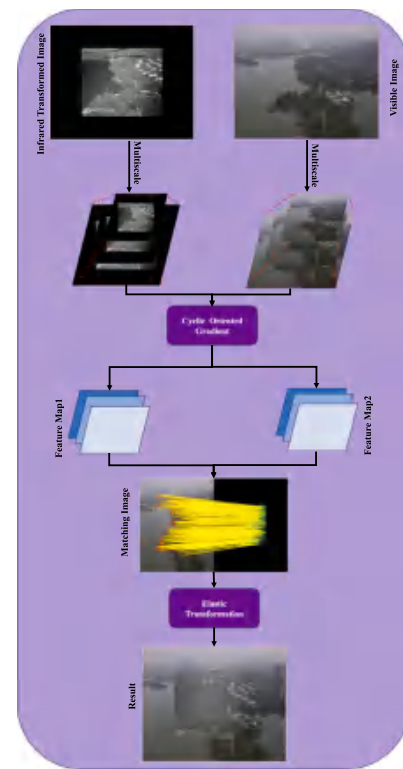 Infrared Transformed Image
Visible Image
Multiscale
Multiscale
Cyclic Oriented
Gradient
Feature Map1
Feature Map2
Matching Image
Elastic
Transformation
Result